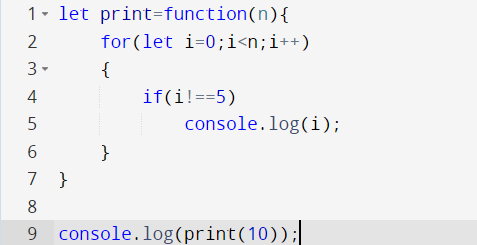 1 let print=function(n){
2     for(let i=0;i<n;i++)
3     {
4         if(i!==5)
5             console.log(i);
6     }
7 }
8
9 console.log(print(10));